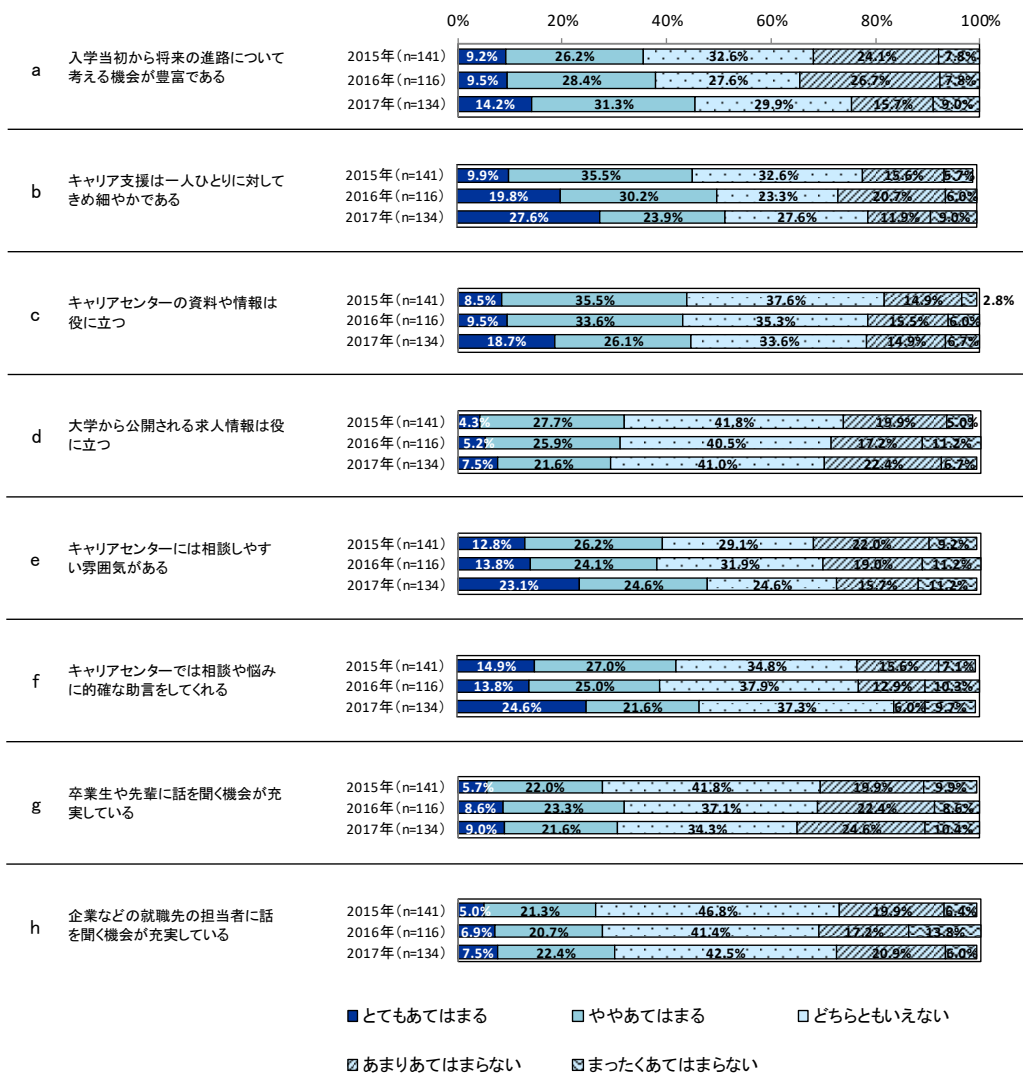 0% 20% 40% 60% 80% 100%
a
入学当初から将来の進路について
考える機会が豊富である
2015年(n=141) 9.2% 26.2% 32.6% 24.1% 7.8%
2016年(n=116) 9.5% 28.4% 27.6% 26.7% 7.8%
2017年(n=134) 14.2% 31.3% 29.9% 15.7% 9.0%
b
キャリア支援は一人ひとりに対して
きめ細やかである
2015年(n=141) 9.9% 35.5% 32.6% 15.6% 5.7%
2016年(n=116) 19.8% 30.2% 23.3% 20.7% 6.0%
2017年(n=134) 27.6% 23.9% 27.6% 11.9% 9.0%
c
キャリアセンターの資料や情報は
役に立つ
2015年(n=141) 8.5% 35.5% 37.6% 14.9% 2.8%
2016年(n=116) 9.5% 33.6% 35.3% 15.5% 6.0%
2017年(n=134) 18.7% 26.1% 33.6% 14.9% 6.7%
d
大学から公開される求人情報は役
に立つ
2015年(n=141) 4.3% 27.7% 41.8% 19.9% 5.0%
2016年(n=116) 5.2% 25.9% 40.5% 17.2% 11.2%
2017年(n=134) 7.5% 21.6% 41.0% 22.4% 6.7%
e
キャリアセンターには相談しやす
い雰囲気がある
2015年(n=141) 12.8% 26.2% 29.1% 22.0% 9.2%
2016年(n=116) 13.8% 24.1% 31.9% 19.0% 11.2%
2017年(n=134) 23.1% 24.6% 24.6% 15.7% 11.2%
f
キャリアセンターでは相談や悩み
に的確な助言をしてくれる
2015年(n=141) 14.9% 27.0% 34.8% 15.6% 7.1%
2016年(n=116) 13.8% 25.0% 37.9% 12.9% 10.3%
2017年(n=134) 24.6% 21.6% 37.3% 6.0% 9.7%
g
卒業生や先輩に話を聞く機会が充
実している
2015年(n=141) 5.7% 22.0% 41.8% 19.9% 9.9%
2016年(n=116) 8.6% 23.3% 37.1% 22.4% 8.6%
2017年(n=134) 9.0% 21.6% 34.3% 24.6% 10.4%
h
企業などの就職先の担当者に話
を聞く機会が充実している
2015年(n=141) 5.0% 21.3% 46.8% 19.9% 6.4%
2016年(n=116) 6.9% 20.7% 41.4% 17.2% 13.8%
2017年(n=134) 7.5% 22.4% 42.5% 20.9% 6.0%
とてもあてはまる ややあてはまる どちらともいえない
あまりあてはまらない まったくあてはまらない